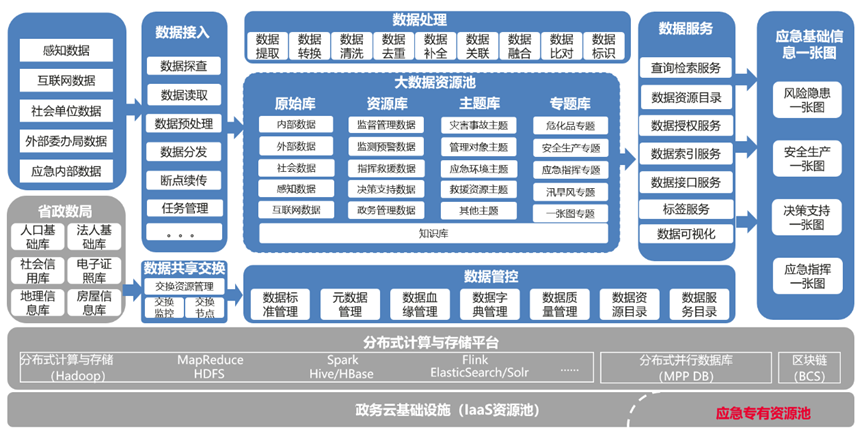 感知数据
互联网数据
社会单位数据
外部委办局数据
应急内部数据
省政数局
人口基
础库
法人基
础库
社会信
用库
电子证
照库
地理信
息库
房屋信
息库
数据接入
数据探查
数据读取
数据预处理
数据分发
断点续传
任务管理
。。。
数据共享交换
交换资源管理
交换
监控
交换
节点
数据处理
数据
提取
数据
转换
数据
清洗
数据
去重
数据
补全
数据
关联
数据
融合
数据
比对
数据
标识
大数据资源池
原始库
内部数据
外部数据
社会数据
感知数据
互联网数据
资源库
监督管理数据
监测预警数据
指挥救援数据
决策支持数据
政务管理数据
主题库
灾害事故主题
管理对象主题
应急环境主题
救援资源主题
其他主题
专题库
危化品专题
安全生产专题
应急指挥专题
汛旱风专题
一张图专题
知识库
数据管控
数据标
准管理
元数据
管理
数据血
缘管理
数据字
典管理
数据质
量管理
数据资
源目录
数据服
务目录
数据服务
查询检索服务
数据资源目录
数据授权服务
数据索引服务
数据接口服务
标签服务
数据可视化
应急基础信
息一张图
风险隐患
一张图
安全生产
一张图
决策支持
一张图
应急指挥
一张图
分布式计算与存储平台
分布式计算与存储
（Hadoop）
MapReduce
HDFS
Spark
Hive/HBase
Flink
ElasticSearch/Solr
......
分布式并行数据库
（MPP DB）
区块链
（BCS）
政务云基础设施（IaaS资源池）
应急专有资源池